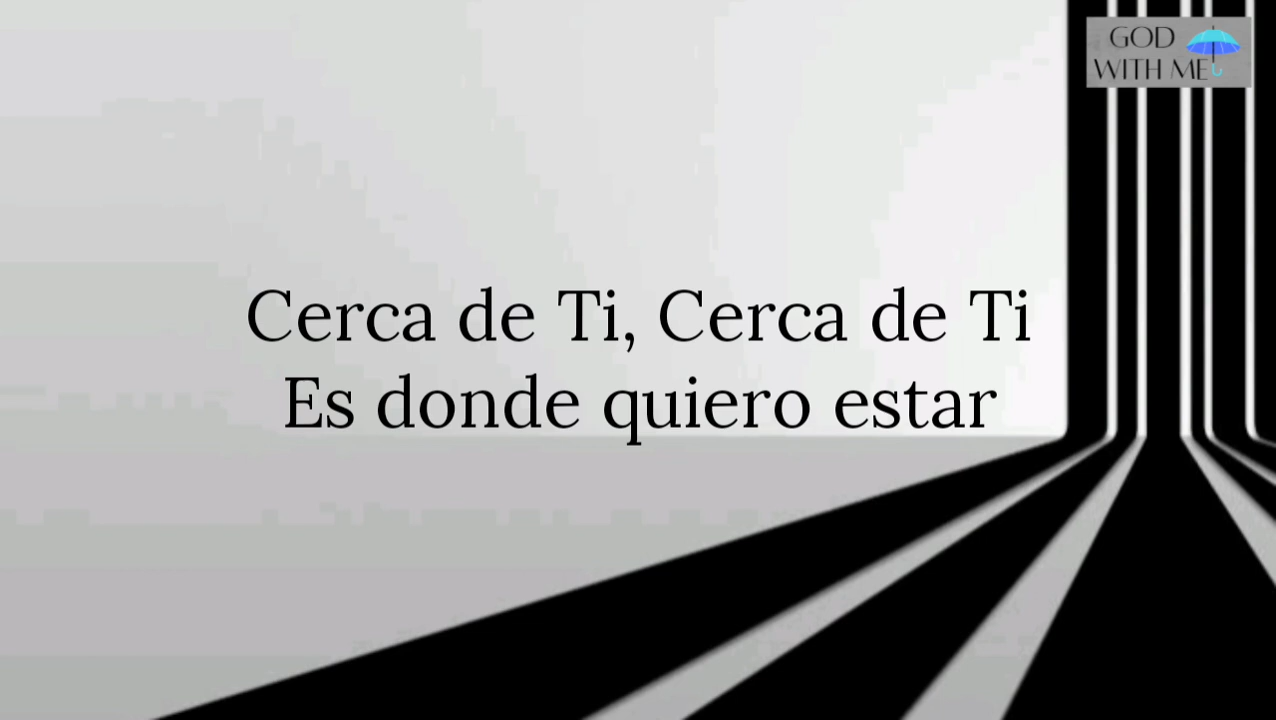 GOD
WITH ME
Cerca de Ti, Cerca de Ti
Es donde quiero estar